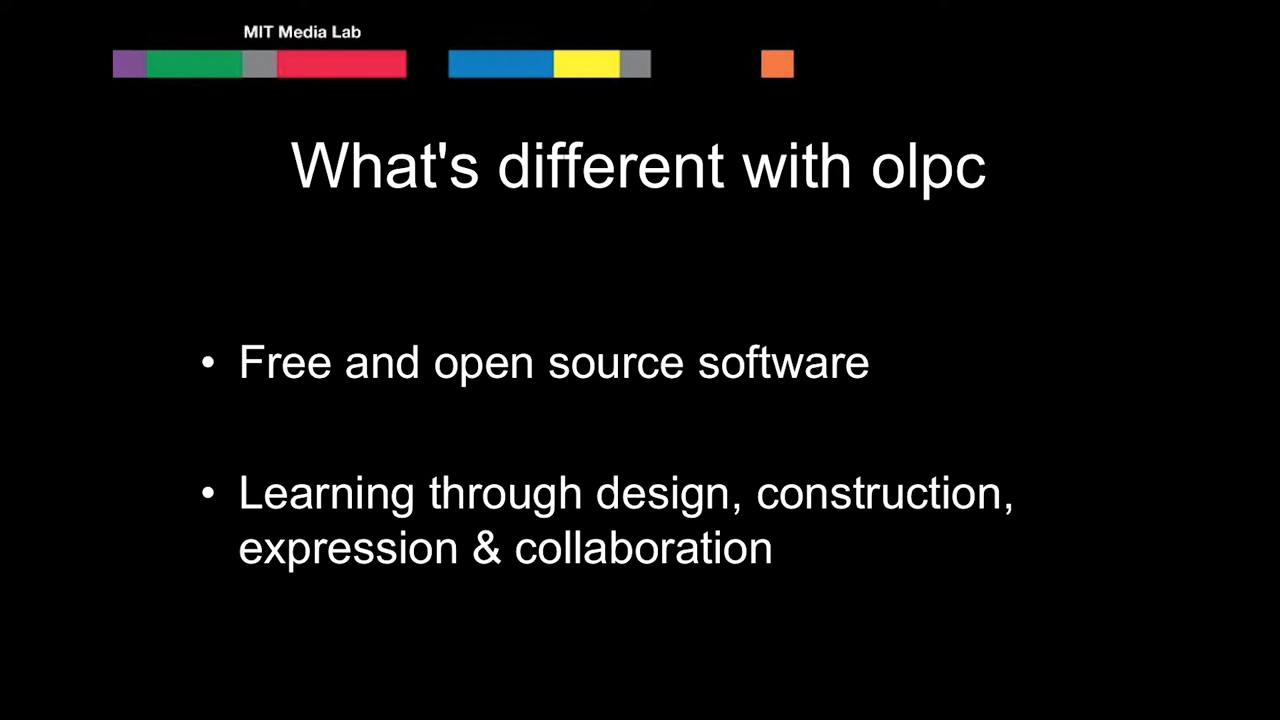 MIT Media Lab
What's different with olpc
• Free and open source software
• Learning through design, construction,
expression & collaboration